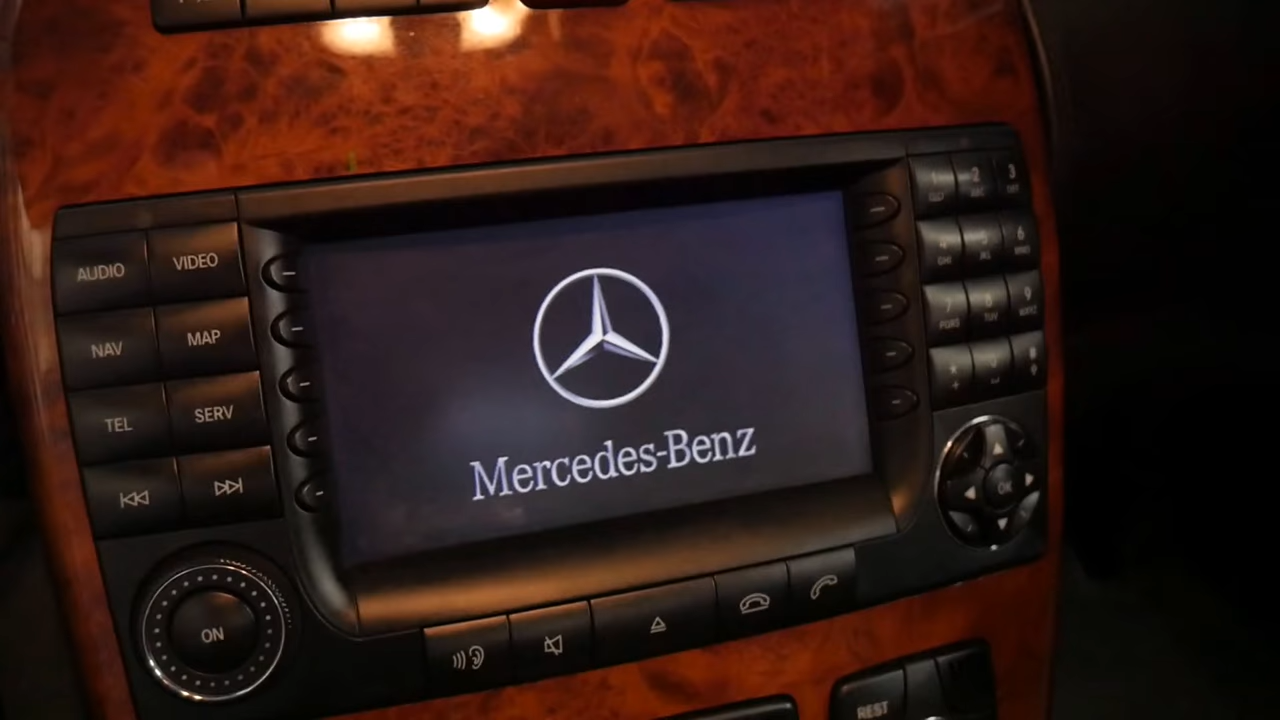 AUDIO VIDEO
NAV MAP
TEL SERV
ON
Mercedes-Benz
1 2 3
ABC
4 5 6
GHI JKL MNO
7 8 9
PQRS TUV WXYZ
* 
+
OK
REST